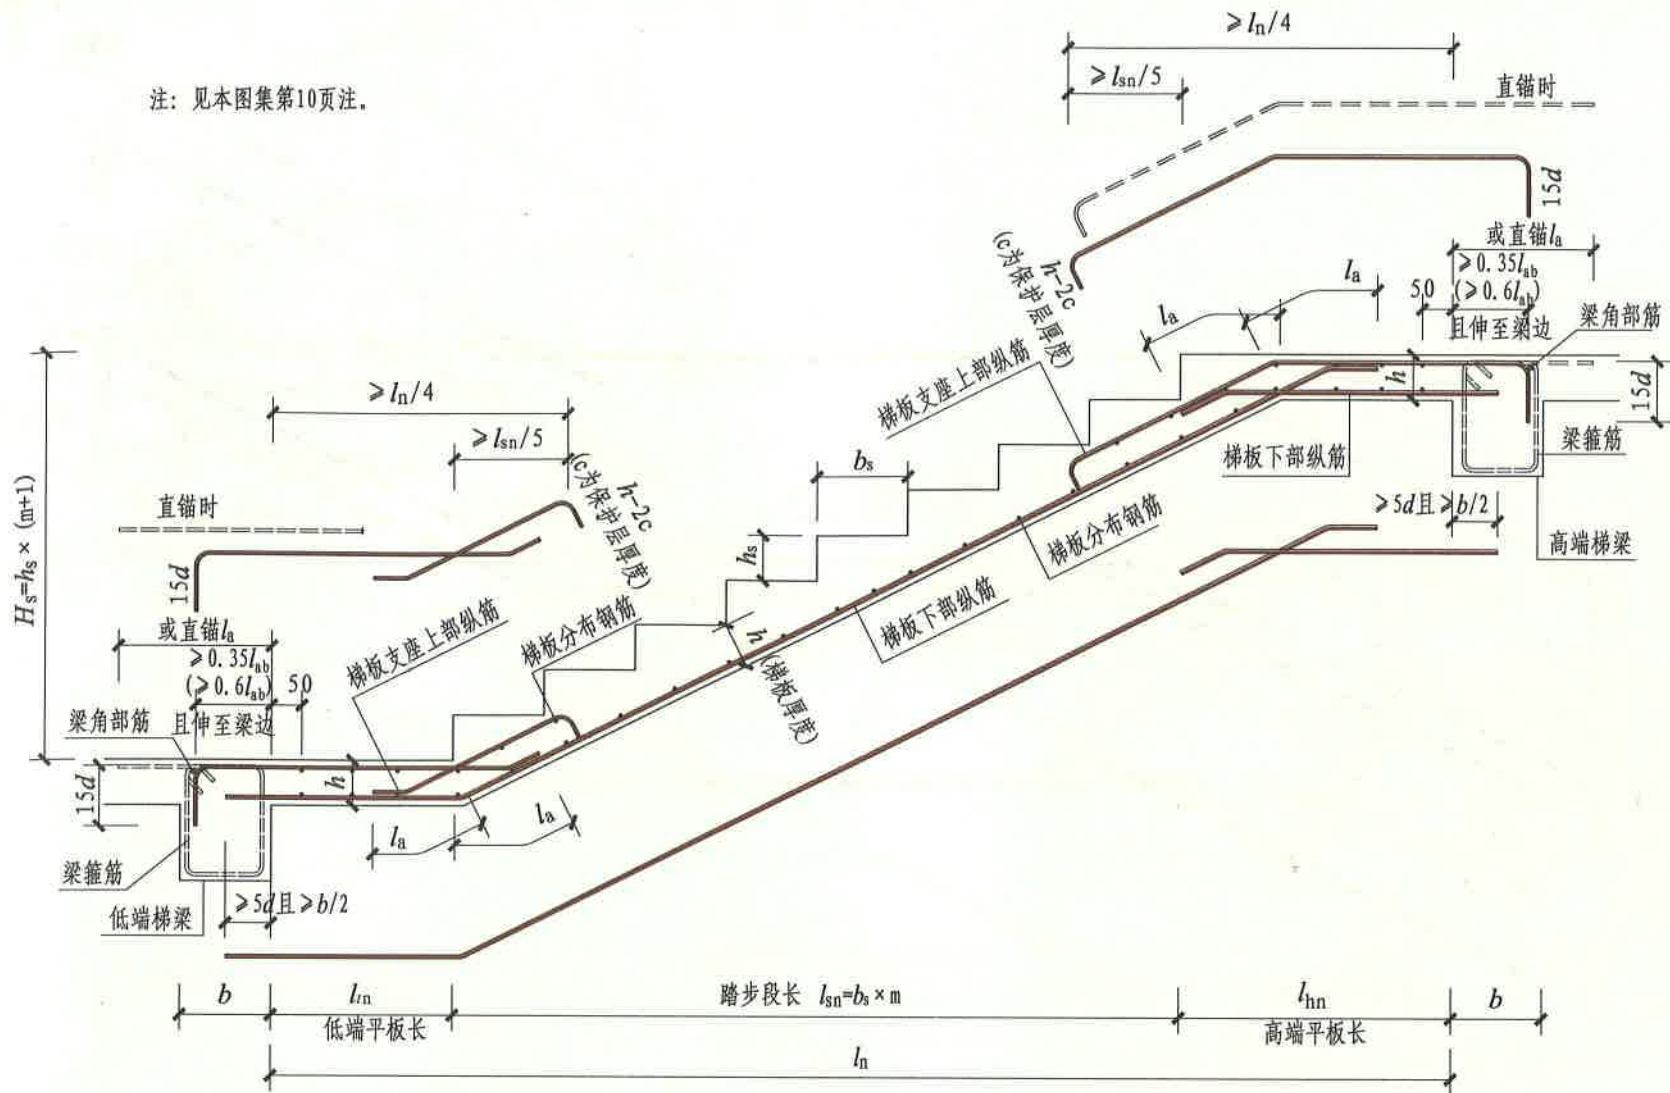 ≥ln/4
≥lsn/5
注：见本图集第10页注。
直锚时
15d
或直锚la
≥0.35lab
(≥0.6lab)
且伸至梁边
50
梁角部筋
h-2c
(c为保护层厚度)
la
la
梯板支座上部纵筋
h
15d
梁箍筋
梯板下部纵筋
≥5d且≥b/2
高端梯梁
≥ln/4
≥lsn/5
h-2c
(c为保护层厚度)
bs
hs
梯板分布钢筋
梯板下部纵筋
h
(梯板厚度)
Hs=hs×(m+1)
直锚时
15d
或直锚la
≥0.35lab
(≥0.6lab)
50
且伸至梁边
梁角部筋
梯板支座上部纵筋
梯板分布钢筋
15d
h
la
la
梁箍筋
≥5d且≥b/2
低端梯梁
b
lln
低端平板长
踏步段长 lsn=bs×m
lhn
高端平板长
b
ln